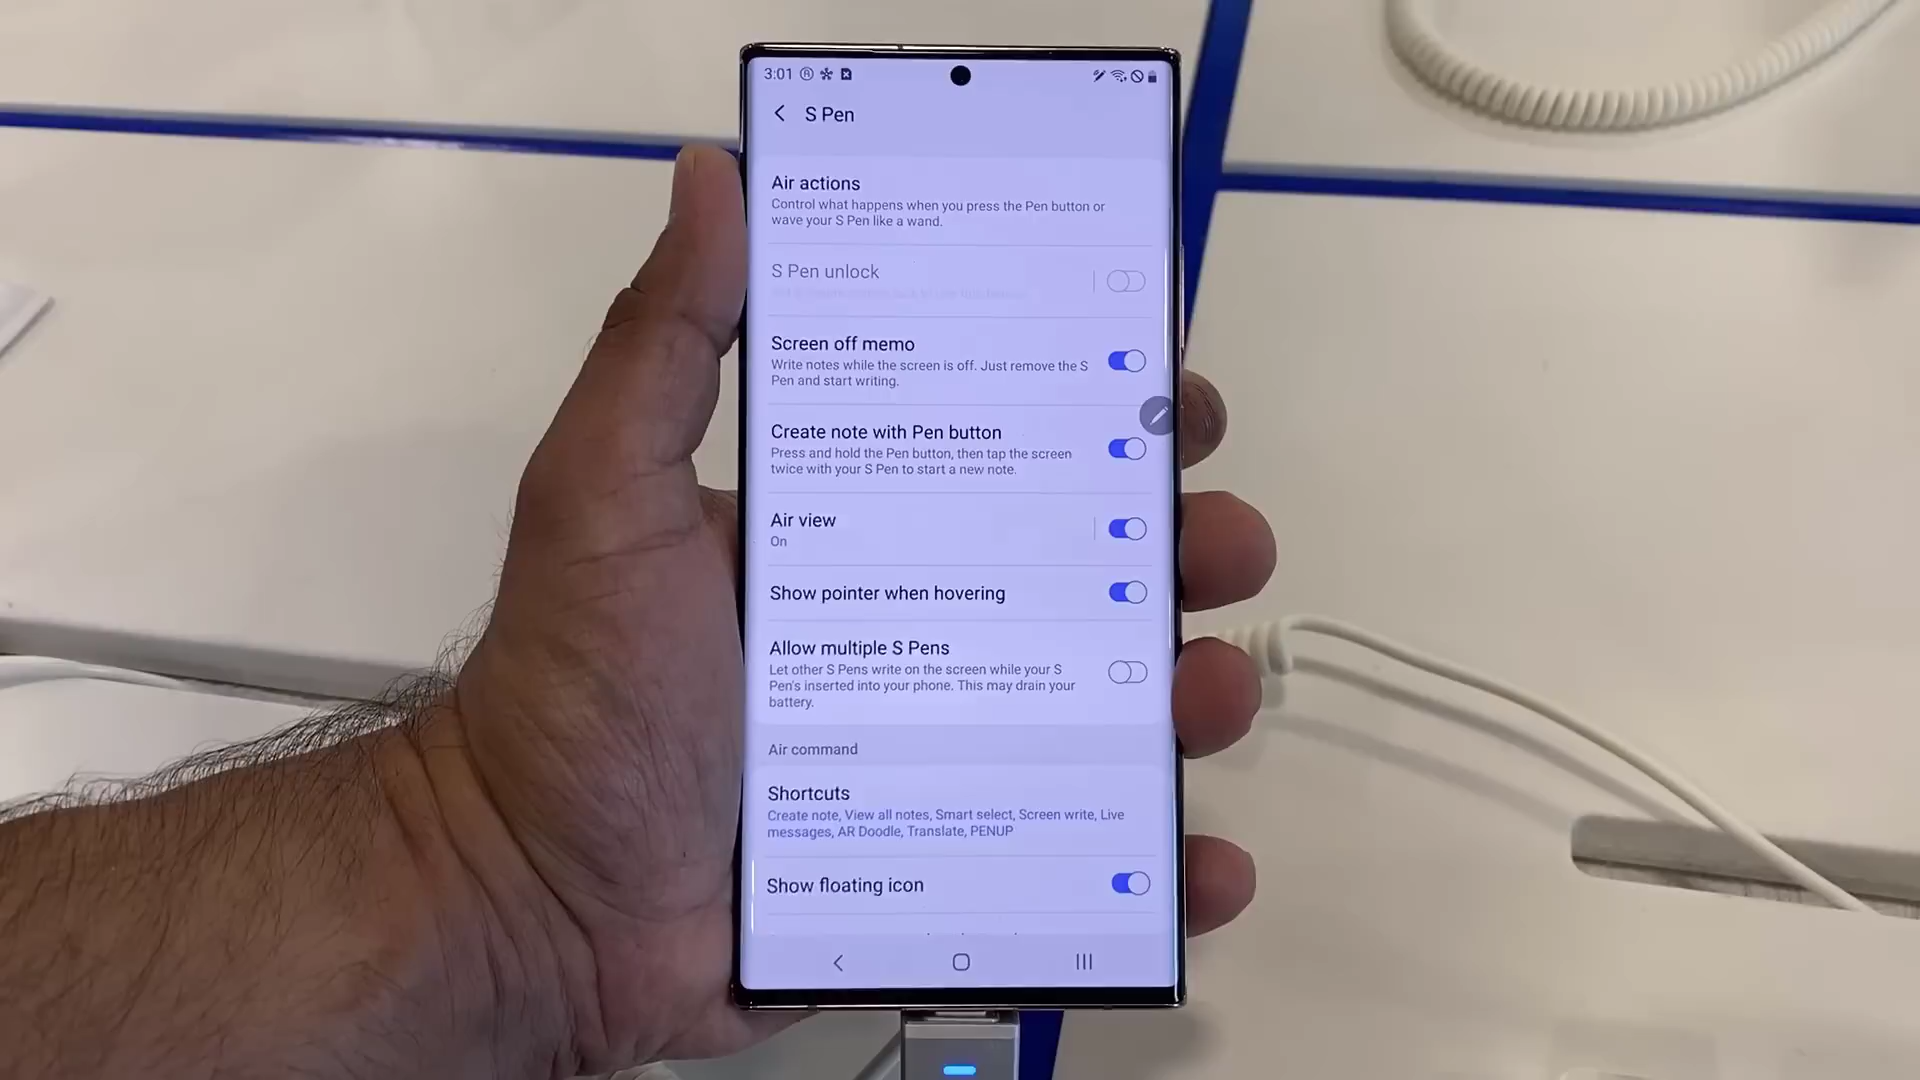 3:01
S Pen
Air actions
Control what happens when you press the Pen button or
wave your S Pen like a wand.
S Pen unlock
Screen off memo
Write notes while the screen is off. Just remove the S
Pen and start writing.
Create note with Pen button
Press and hold the Pen button, then tap the screen
twice with your S Pen to start a new note.
Air view
On
Show pointer when hovering
Allow multiple S Pens
Let other S Pens write on the screen while your S
Pen's inserted into your phone. This may drain your
battery.
Air command
Shortcuts
Create note, View all notes, Smart select, Screen write, Live
messages, AR Doodle, Translate, PENUP
Show floating icon